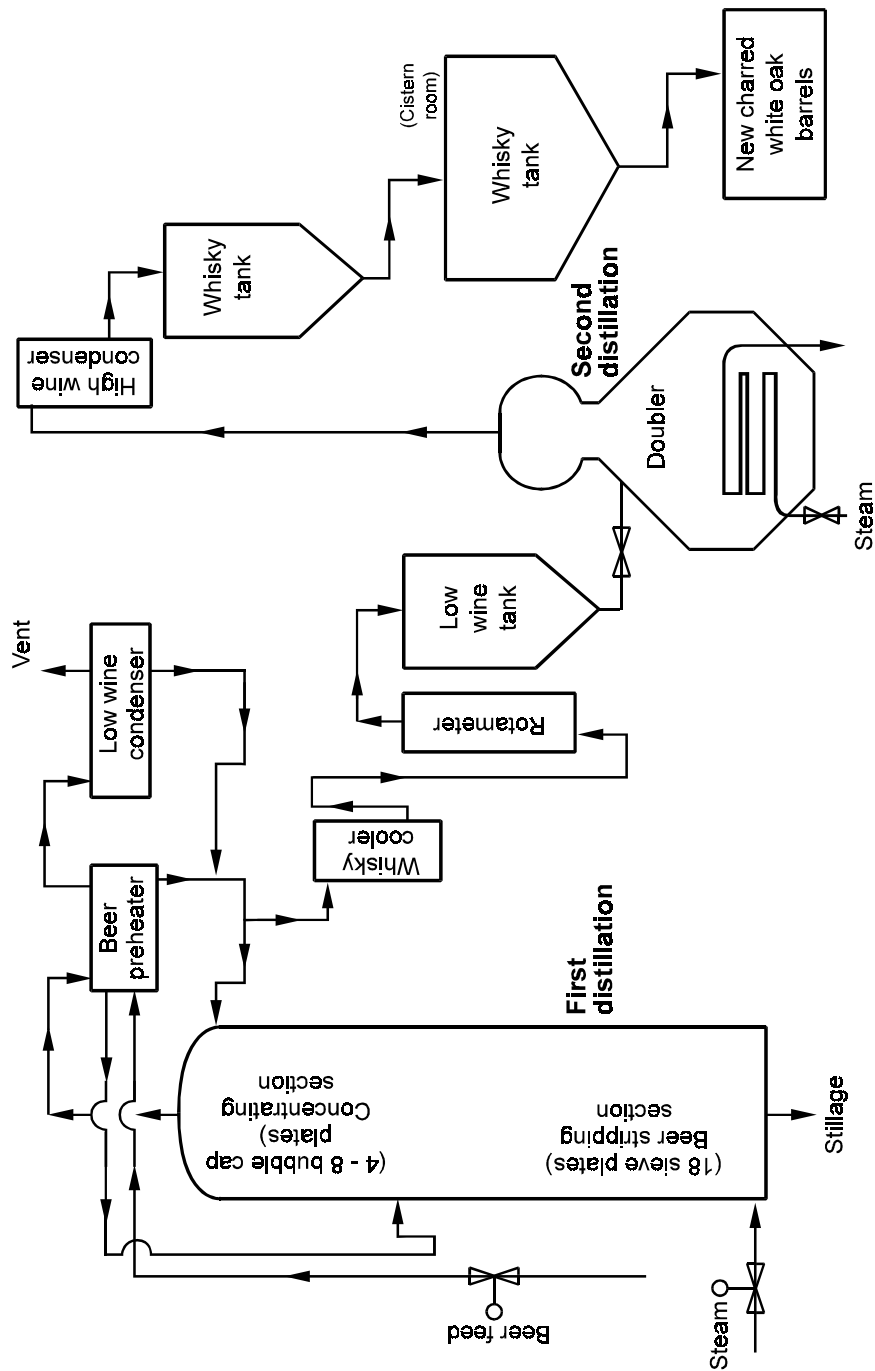 Vent
Low wine
condenser
Beer
preheater
High wine
condenser
Whisky
tank
(Cistern
room)
Whisky
tank
New charred
white oak
barrels
Whisky
cooler
Rotameter
Low
wine
tank
Second
distillation
Doubler
Steam
First
distillation
Concentrating
section
(4 - 8 bubble cap
plates)
Beer stripping
section
(18 sieve plates)
Stillage
Beer feed
Steam